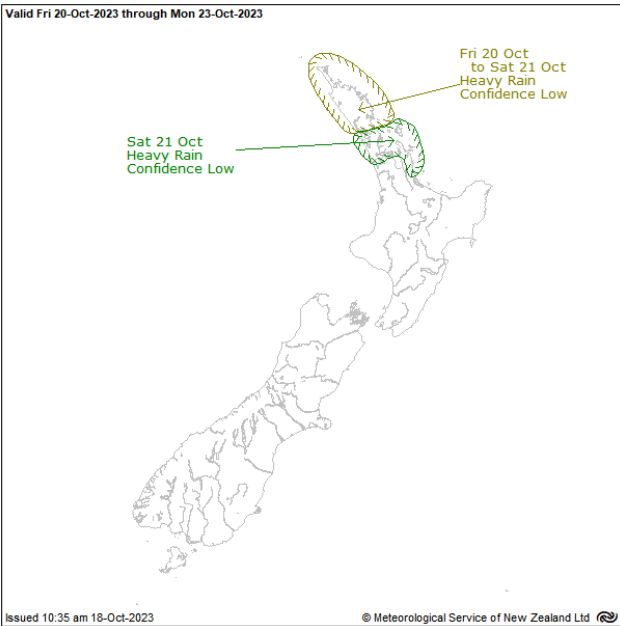 Valid Fri 20-Oct-2023 through Mon 23-Oct-2023
Fri 20 Oct
to Sat 21 Oct
Heavy Rain
Confidence Low
Sat 21 Oct
Heavy Rain
Confidence Low
Issued 10:35 am 18-Oct-2023
© Meteorological Service of New Zealand Ltd